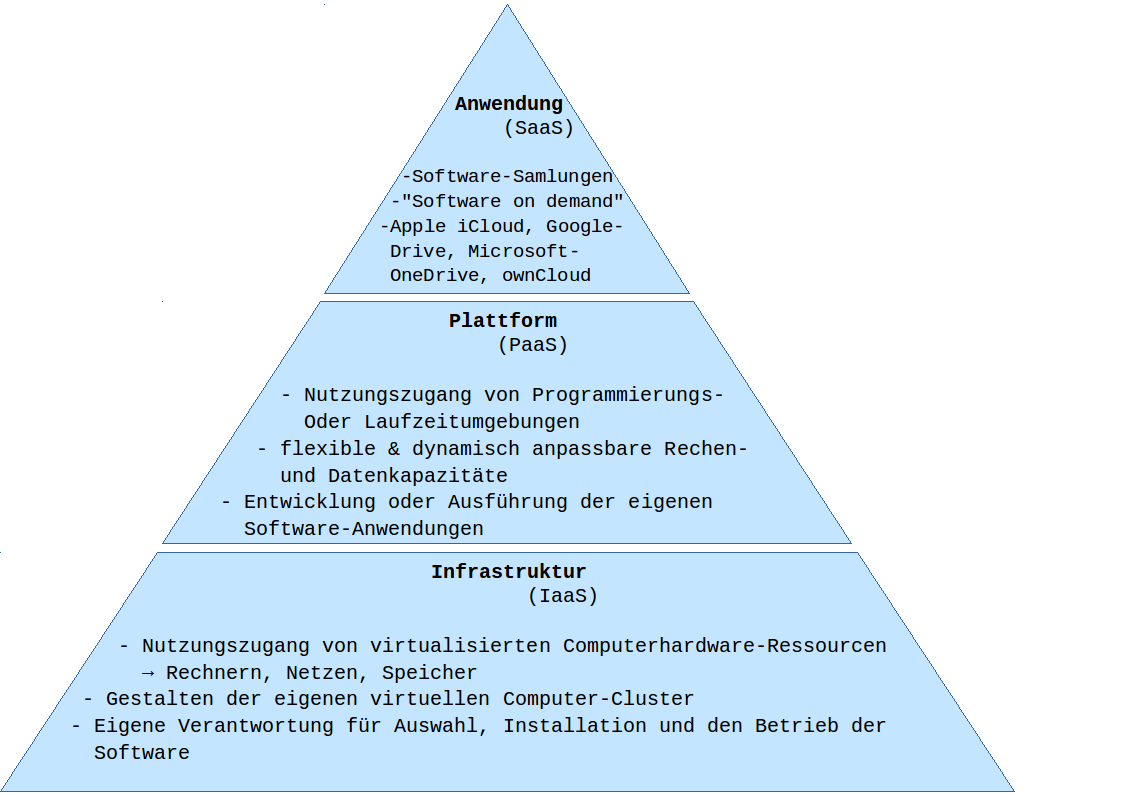 Anwendung
(SaaS)
-Software-Samlungen
-"Software on demand"
-Apple iCloud, Google-
Drive, Microsoft-
OneDrive, ownCloud
Plattform
(PaaS)
- Nutzungszugang von Programmierungs-
Oder Laufzeitumgebungen
- flexible & dynamisch anpassbare Rechen-
und Datenkapazitäte
- Entwicklung oder Ausführung der eigenen
Software-Anwendungen
Infrastruktur
(IaaS)
- Nutzungszugang von virtualisierten Computerhardware-Ressourcen
→ Rechnern, Netzen, Speicher
- Gestalten der eigenen virtuellen Computer-Cluster
- Eigene Verantwortung für Auswahl, Installation und den Betrieb der
Software